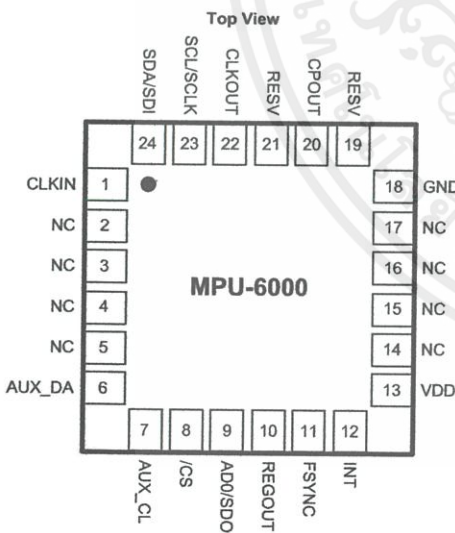 Top View
SDA/SDI
SCL/SCLK
CLKOUT
RESV
CPOUT
RESV
24 23 22 21 20 19
CLKIN 1 18 GND
NC 2 17 NC
NC 3 16 NC
MPU-6000
NC 4 15 NC
NC 5 14 NC
AUX_DA 6 13 VDD
7 8 9 10 11 12
AUX_CL
/CS
AD0/SDO
REGOUT
FSYNC
INT